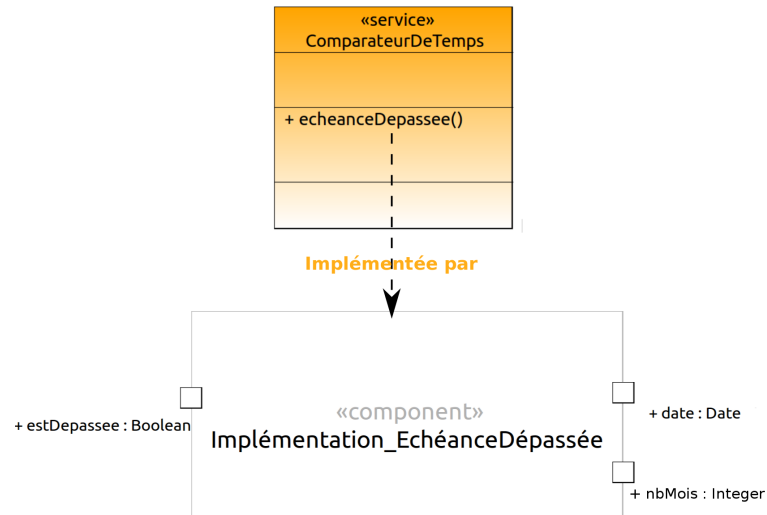 «service»
ComparateurDeTemps
+ echeanceDepassee()
Implémentée par
«component»
Implémentation_EchéanceDépassée
+ estDepassee : Boolean
+ date : Date
+ nbMois : Integer